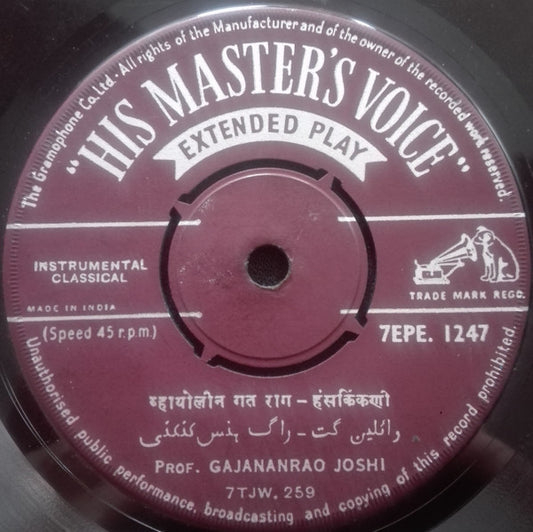 The Gramophone Co. Ltd. · All rights of the Manufacturer and of the owner of the recorded work reserved.
"HIS MASTER'S VOICE"
EXTENDED PLAY
INSTRUMENTAL
CLASSICAL
TRADE MARK REGD.
MADE IN INDIA
(Speed 45 r.p.m.)
7EPE. 1247
व्हायोलीन गत राग - हंसकिंकणी
وائلین گت - راگ ہنس کنکنی
PROF. GAJANANRAO JOSHI
7TJW. 259
Unauthorised public performance, broadcasting and copying of this record prohibited.